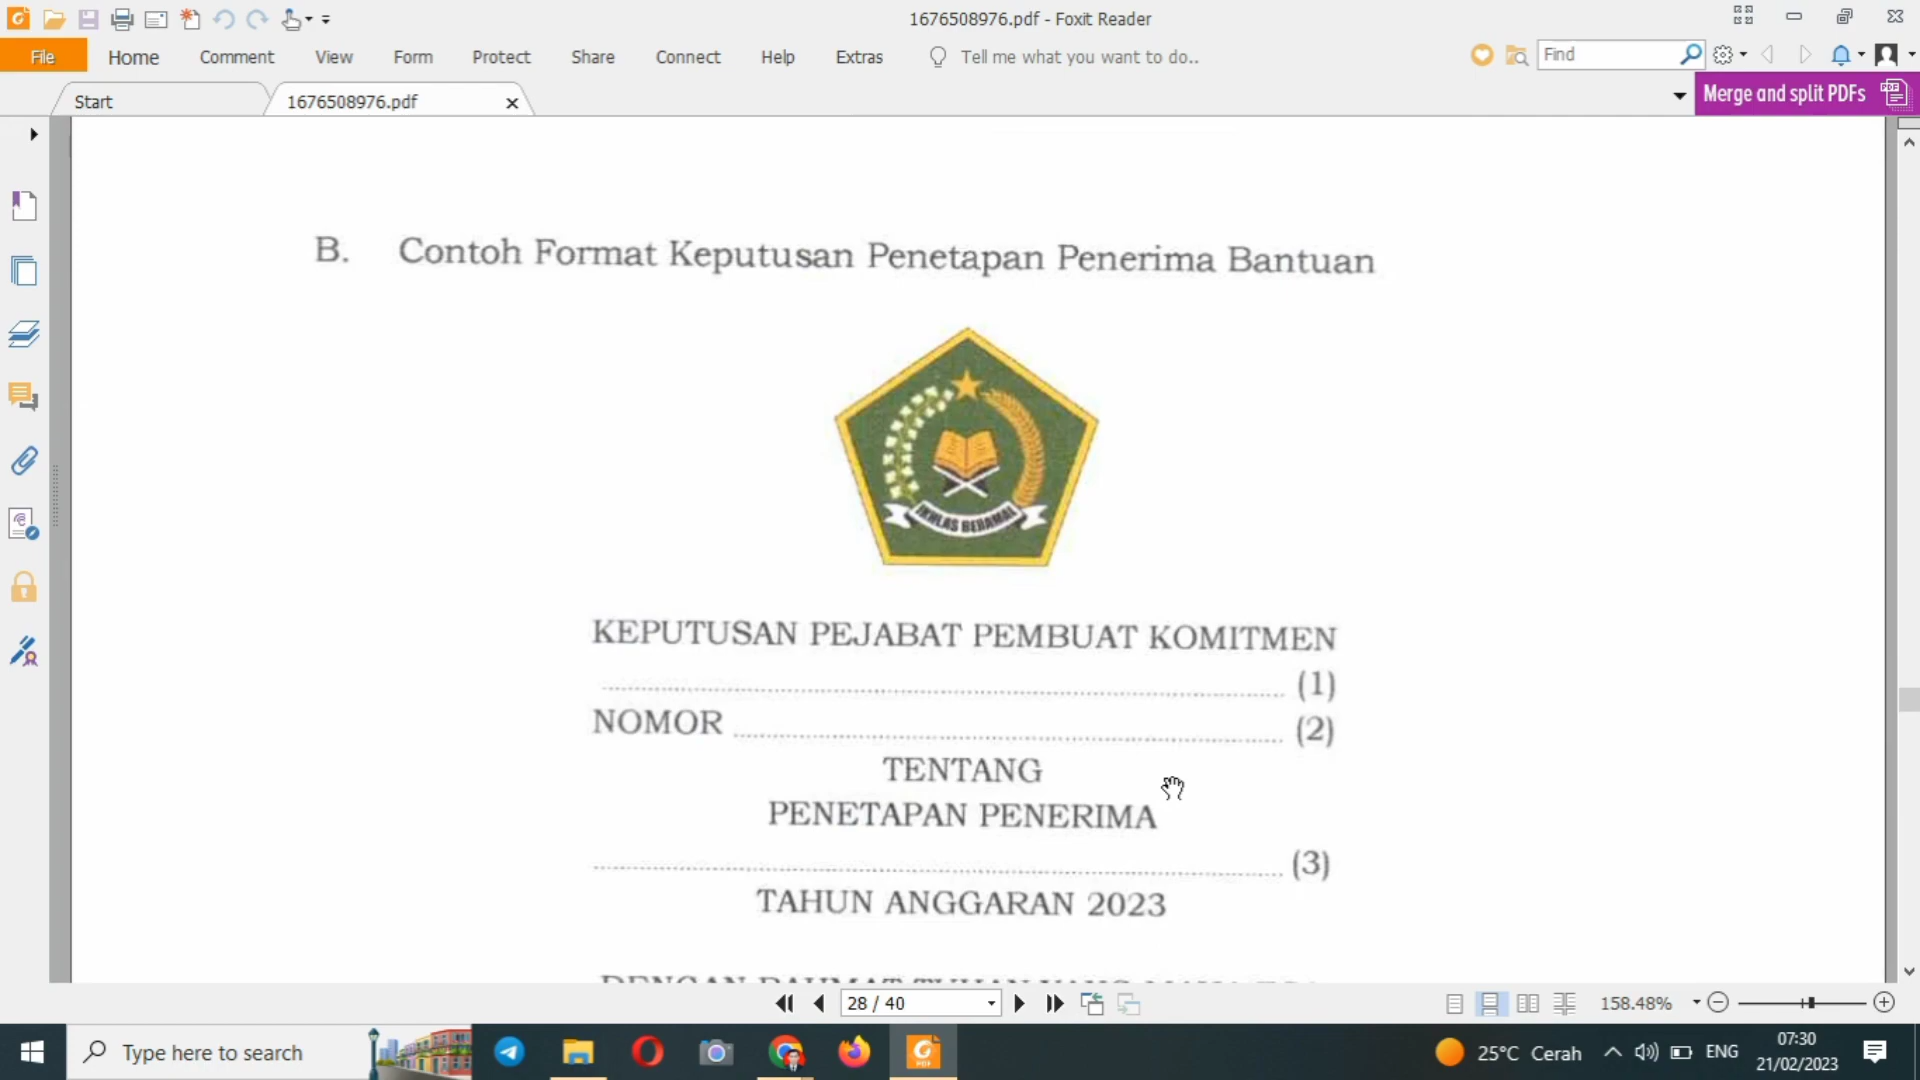 1676508976.pdf - Foxit Reader
File Home Comment View Form Protect Share Connect Help Extras Tell me what you want to do.. Find
Start 1676508976.pdf Merge and split PDFs
B. Contoh Format Keputusan Penetapan Penerima Bantuan
IKHLAS BERAMAL
KEPUTUSAN PEJABAT PEMBUAT KOMITMEN
(1)
NOMOR (2)
TENTANG
PENETAPAN PENERIMA
(3)
TAHUN ANGGARAN 2023
28 / 40 158.48%
Type here to search 25°C Cerah ENG 07:30
21/02/2023